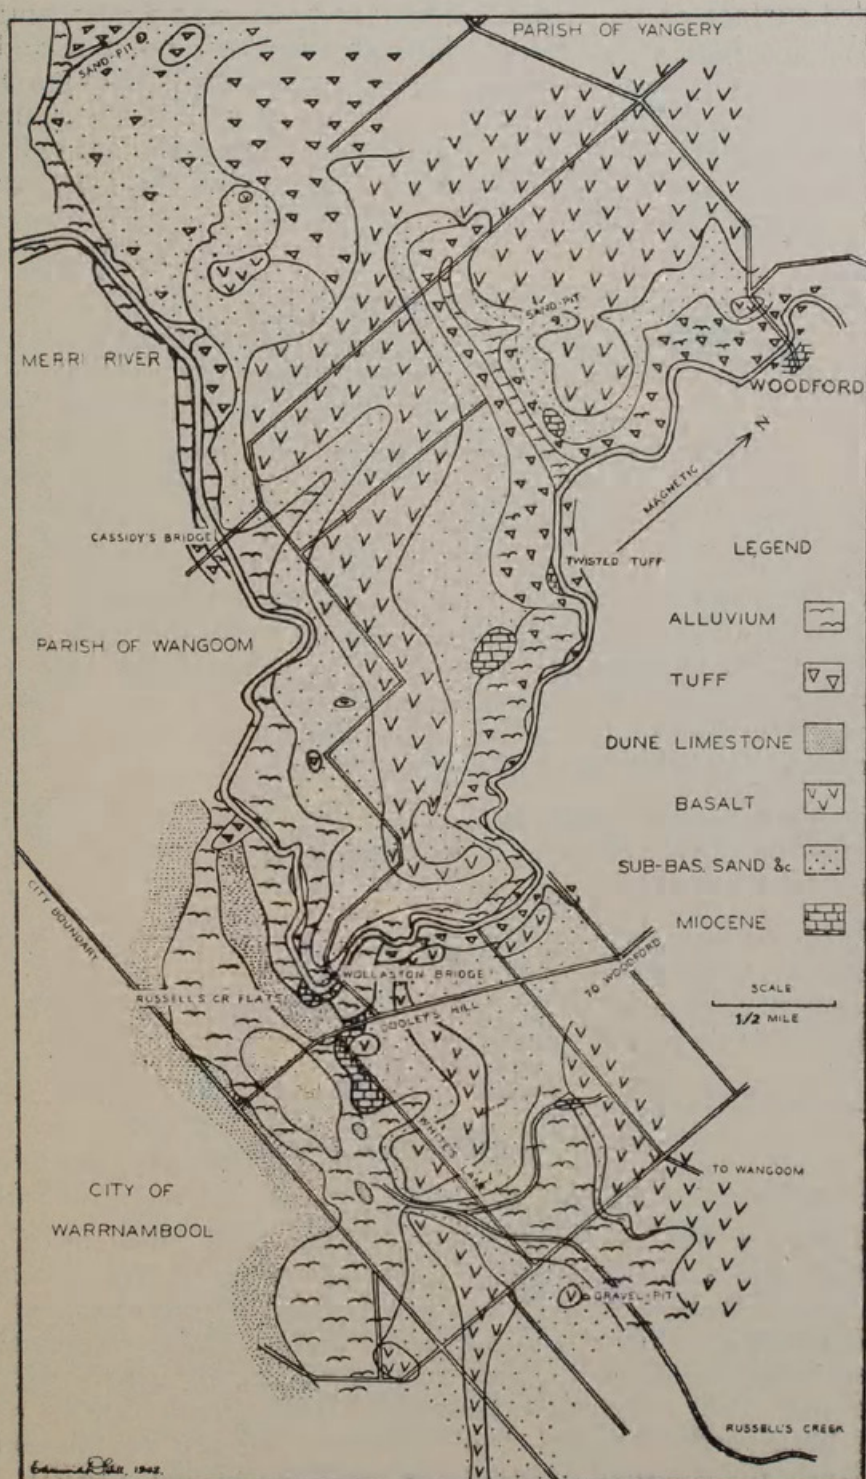 PARISH OF YANGERY
SAND-PIT
SAND-PIT
MERRI RIVER
WOODFORD
MAGNETIC
N
CASSIDY'S BRIDGE
TWISTED TUFF
LEGEND
ALLUVIUM
PARISH OF WANGOOM
TUFF
DUNE LIMESTONE
BASALT
SUB-BAS. SAND &c
CITY BOUNDARY
MIOCENE
WOLLASTON BRIDGE
TO WOODFORD
RUSSELL'S CR. FLATS
SCALE
1/2 MILE
DOOLEY'S HILL
WHITE'S
TO WANGOOM
CITY OF
WARRNAMBOOL
GRAVEL-PIT
RUSSELL'S CREEK